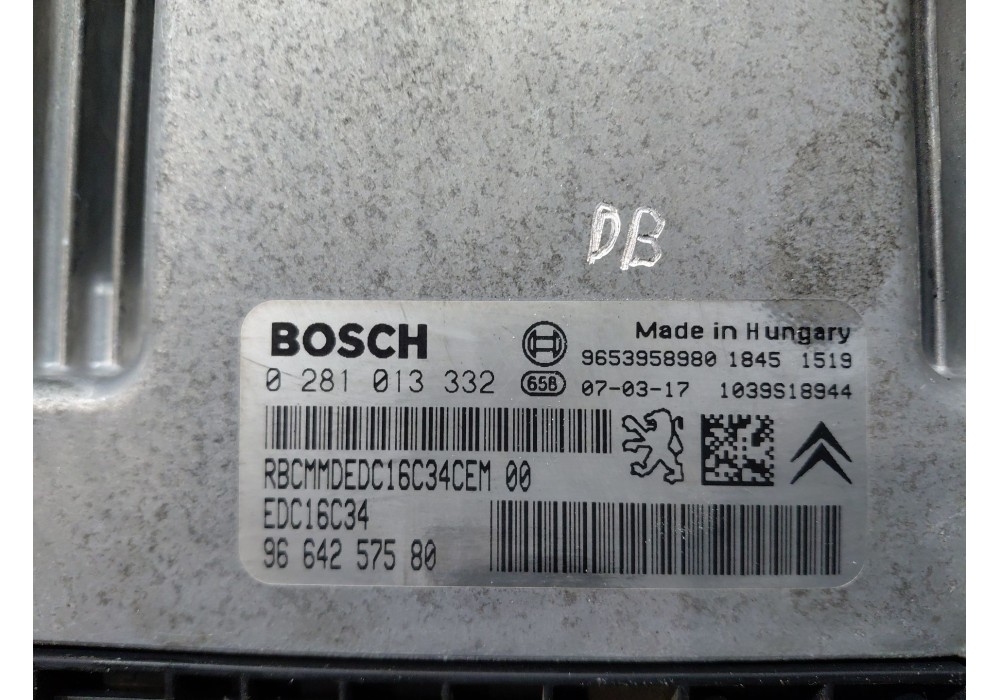 DB
BOSCH
Made in Hungary
9653958980 1845 1519
0 281 013 332
658
07-03-17 1039S18944
RBCMMDEDC16C34CEM 00
EDC16C34
96 642 575 80